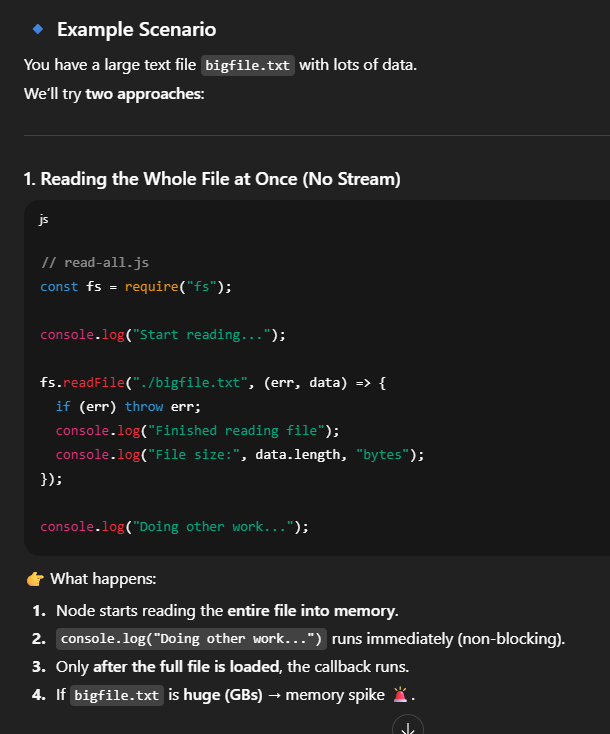 🔹 Example Scenario
You have a large text file bigfile.txt with lots of data.
We'll try two approaches:
1. Reading the Whole File at Once (No Stream)
js
// read-all.js
const fs = require("fs");
console.log("Start reading...");
fs.readFile("./bigfile.txt", (err, data) => {
  if (err) throw err;
  console.log("Finished reading file");
  console.log("File size:", data.length, "bytes");
});
console.log("Doing other work...");
👉 What happens:
1. Node starts reading the entire file into memory.
2. console.log("Doing other work...") runs immediately (non-blocking).
3. Only after the full file is loaded, the callback runs.
4. If bigfile.txt is huge (GBs) → memory spike 🚨.